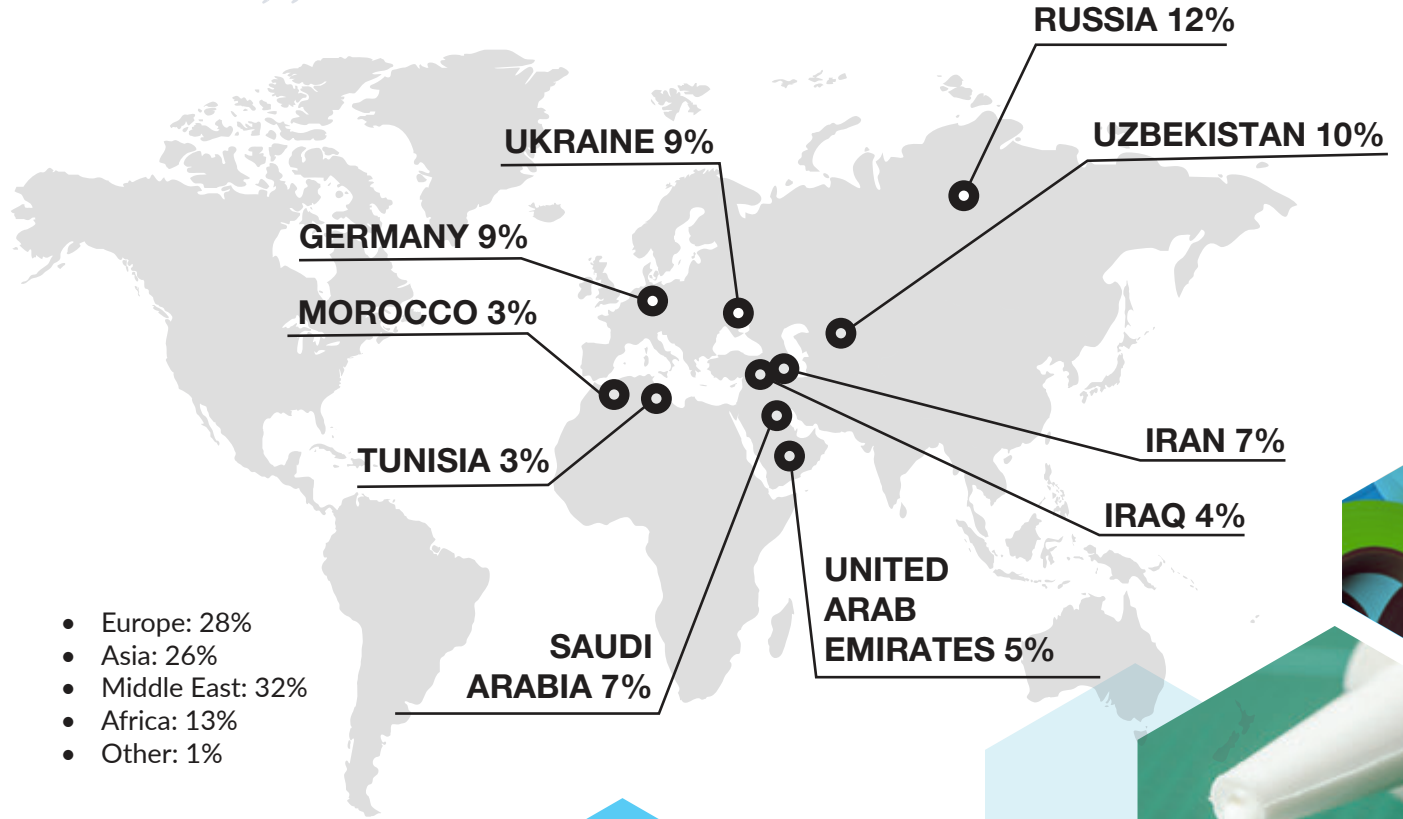 RUSSIA 12%
UZBEKISTAN 10%
UKRAINE 9%
GERMANY 9%
MOROCCO 3%
TUNISIA 3%
IRAN 7%
IRAQ 4%
UNITED
ARAB
EMIRATES 5%
SAUDI
ARABIA 7%
• Europe: 28%
• Asia: 26%
• Middle East: 32%
• Africa: 13%
• Other: 1%